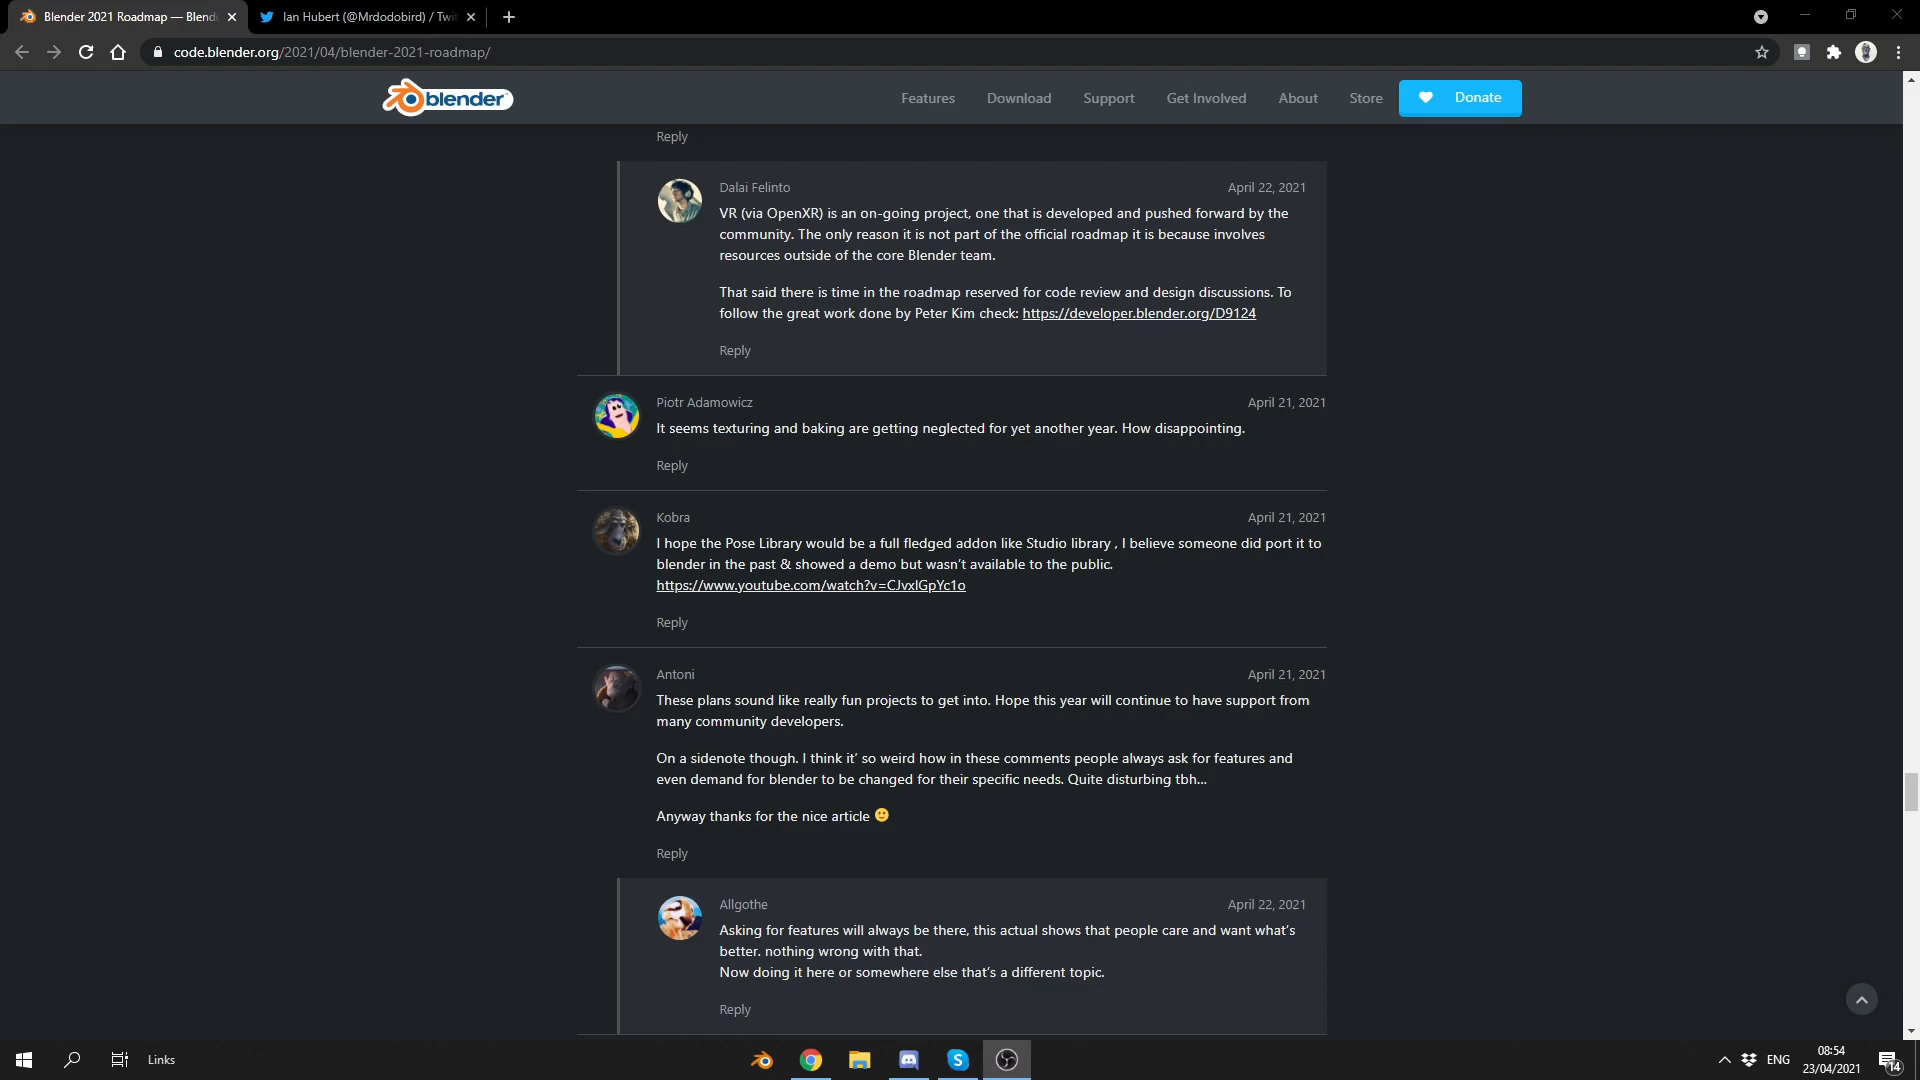 Blender 2021 Roadmap — Blend
Ian Hubert (@Mrdodobird) / Twit
code.blender.org/2021/04/blender-2021-roadmap/
blender
Features
Download
Support
Get Involved
About
Store
Donate
Reply
Dalai Felinto
April 22, 2021
VR (via OpenXR) is an on-going project, one that is developed and pushed forward by the
community. The only reason it is not part of the official roadmap it is because involves
resources outside of the core Blender team.
That said there is time in the roadmap reserved for code review and design discussions. To
follow the great work done by Peter Kim check: https://developer.blender.org/D9124
Reply
Piotr Adamowicz
April 21, 2021
It seems texturing and baking are getting neglected for yet another year. How disappointing.
Reply
Kobra
April 21, 2021
I hope the Pose Library would be a full fledged addon like Studio library , I believe someone did port it to
blender in the past & showed a demo but wasn’t available to the public.
https://www.youtube.com/watch?v=CJvxlGpYc1o
Reply
Antoni
April 21, 2021
These plans sound like really fun projects to get into. Hope this year will continue to have support from
many community developers.
On a sidenote though. I think it’ so weird how in these comments people always ask for features and
even demand for blender to be changed for their specific needs. Quite disturbing tbh…
Anyway thanks for the nice article 🙂
Reply
Allgothe
April 22, 2021
Asking for features will always be there, this actual shows that people care and want what’s
better. nothing wrong with that.
Now doing it here or somewhere else that’s a different topic.
Reply
Links
ENG
08:54
23/04/2021
14